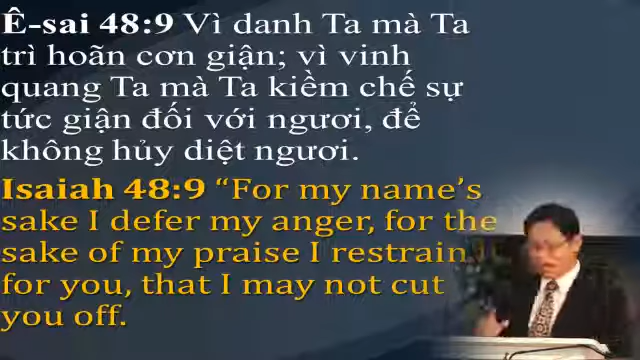 Ê-sai 48:9 Vì danh Ta mà Ta
trì hoãn cơn giận; vì vinh
quang Ta mà Ta kiềm chế sự
tức giận đối với ngươi, để
không hủy diệt ngươi.
Isaiah 48:9 “For my name’s
sake I defer my anger, for the
sake of my praise I restrain
for you, that I may not cut
you off.